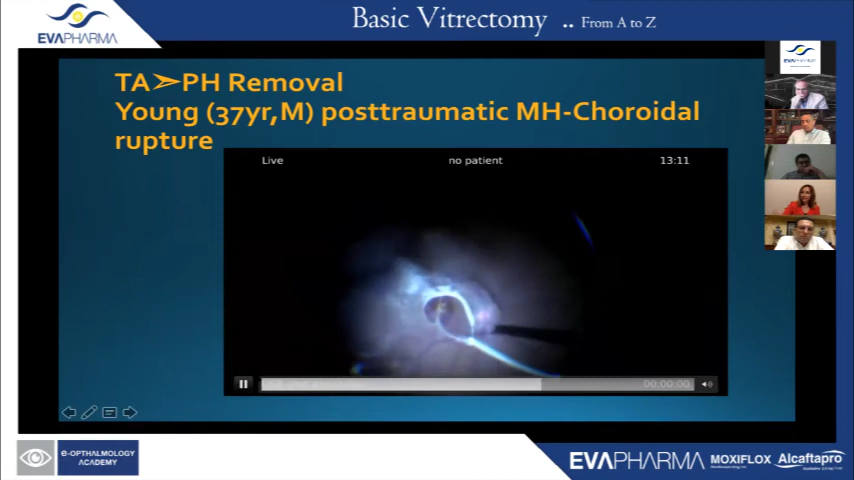 Basic Vitrectomy .. From A to Z
EVAPHARMA
TA➢PH Removal
Young (37yr,M) posttraumatic MH-Choroidal
rupture
Live no patient 13:11
00:00:00
e-OPTHALMOLOGY
ACADEMY
EVAPHARMA MOXIFLOX Alcaftapro